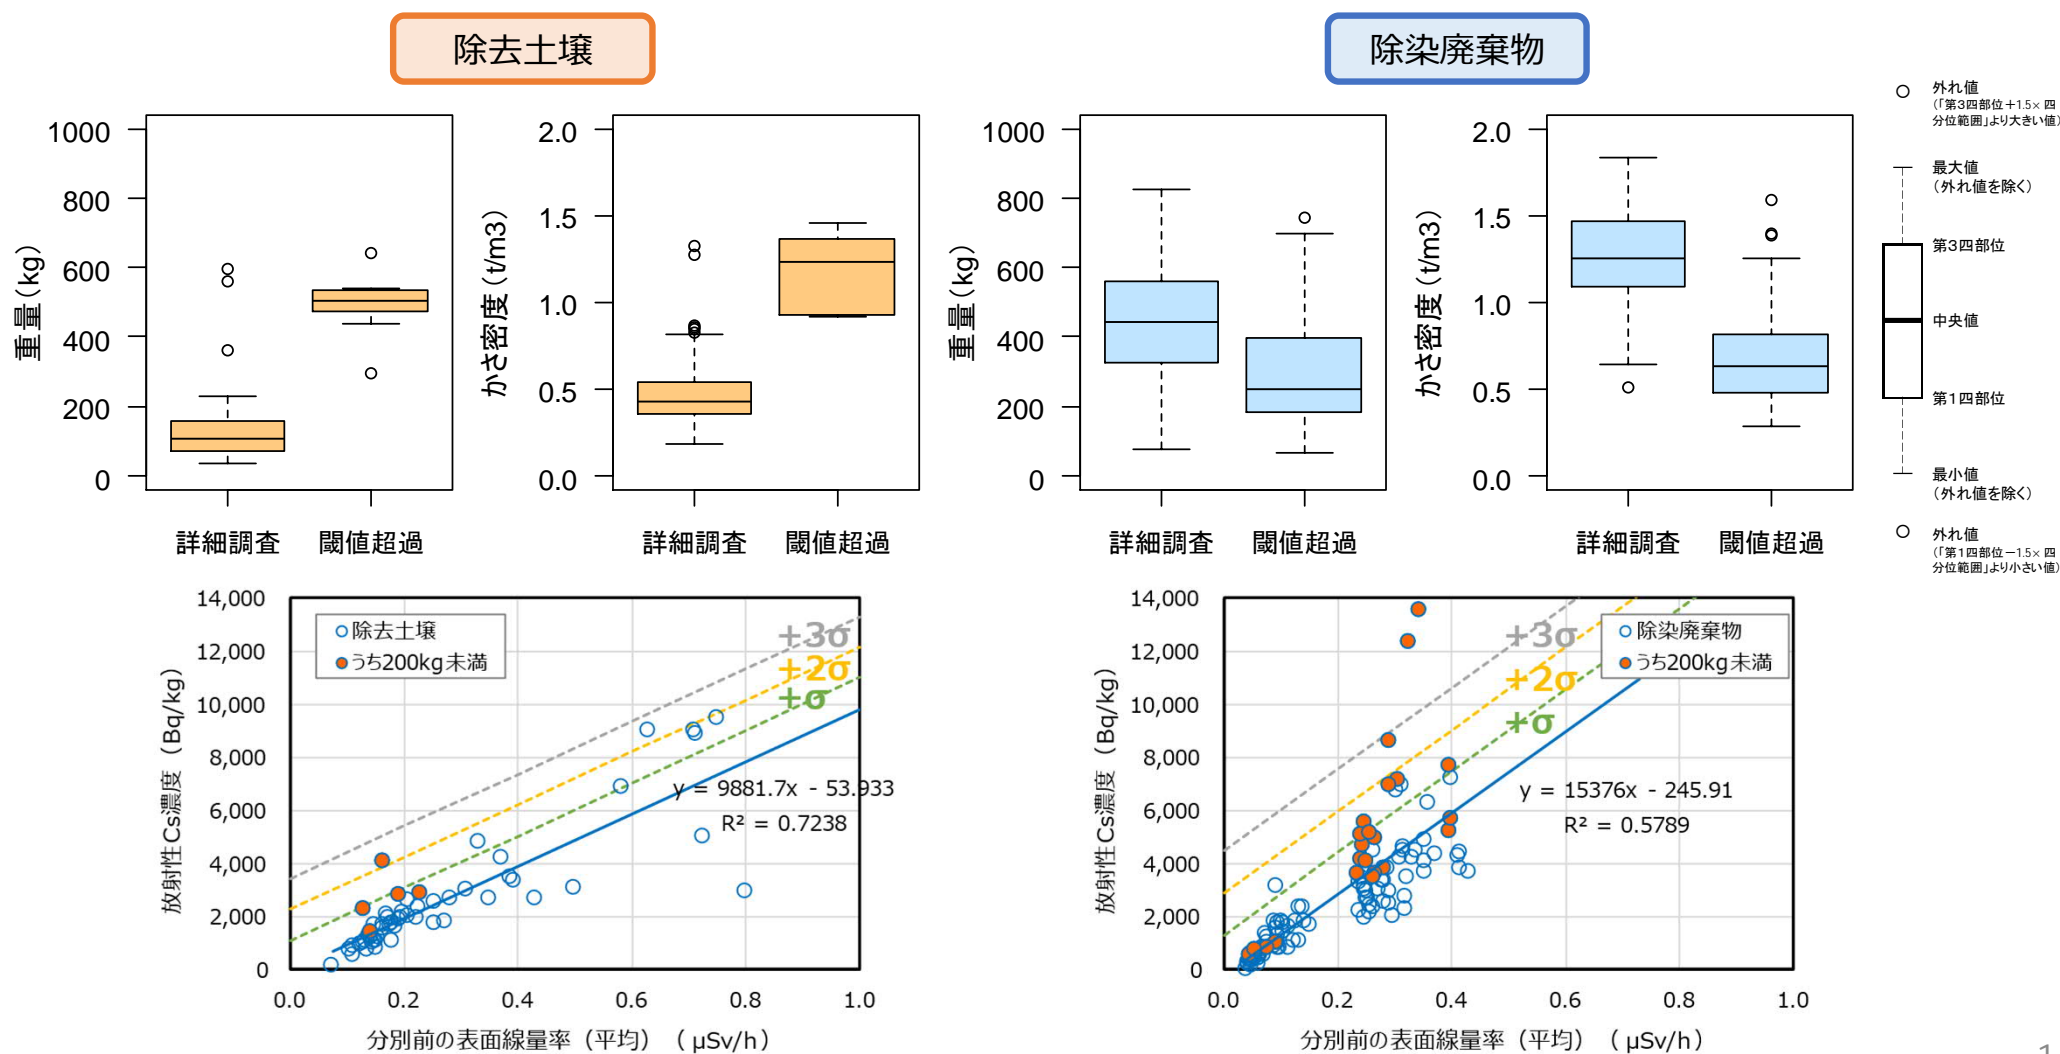 除去土壌
除染廃棄物
1000
800
600
400
200
0
重量(kg)
詳細調査
閾値超過
2.0
1.5
1.0
0.5
0.0
かさ密度(t/m3)
詳細調査
閾値超過
1000
800
600
400
200
0
重量(kg)
詳細調査
閾値超過
2.0
1.5
1.0
0.5
0.0
かさ密度(t/m3)
詳細調査
閾値超過
外れ値
(「第3四部位+1.5× 四
分位範囲」より大きい値)
最大値
(外れ値を除く)
第3四部位
中央値
第1四部位
最小値
(外れ値を除く)
外れ値
(「第1四部位-1.5× 四
分位範囲」より小さい値)
14,000
12,000
10,000
8,000
6,000
4,000
2,000
0
放射性Cs濃度(Bq/kg)
除去土壌
うち200kg未満
+3σ
+2σ
+σ
y = 9881.7x - 53.933
R² = 0.7238
0.0
0.2
0.4
0.6
0.8
1.0
分別前の表面線量率(平均)(μSv/h)
14,000
12,000
10,000
8,000
6,000
4,000
2,000
0
放射性Cs濃度(Bq/kg)
除染廃棄物
うち200kg未満
+3σ
+2σ
+σ
y = 15376x - 245.91
R² = 0.5789
0.0
0.2
0.4
0.6
0.8
1.0
分別前の表面線量率(平均)(μSv/h)